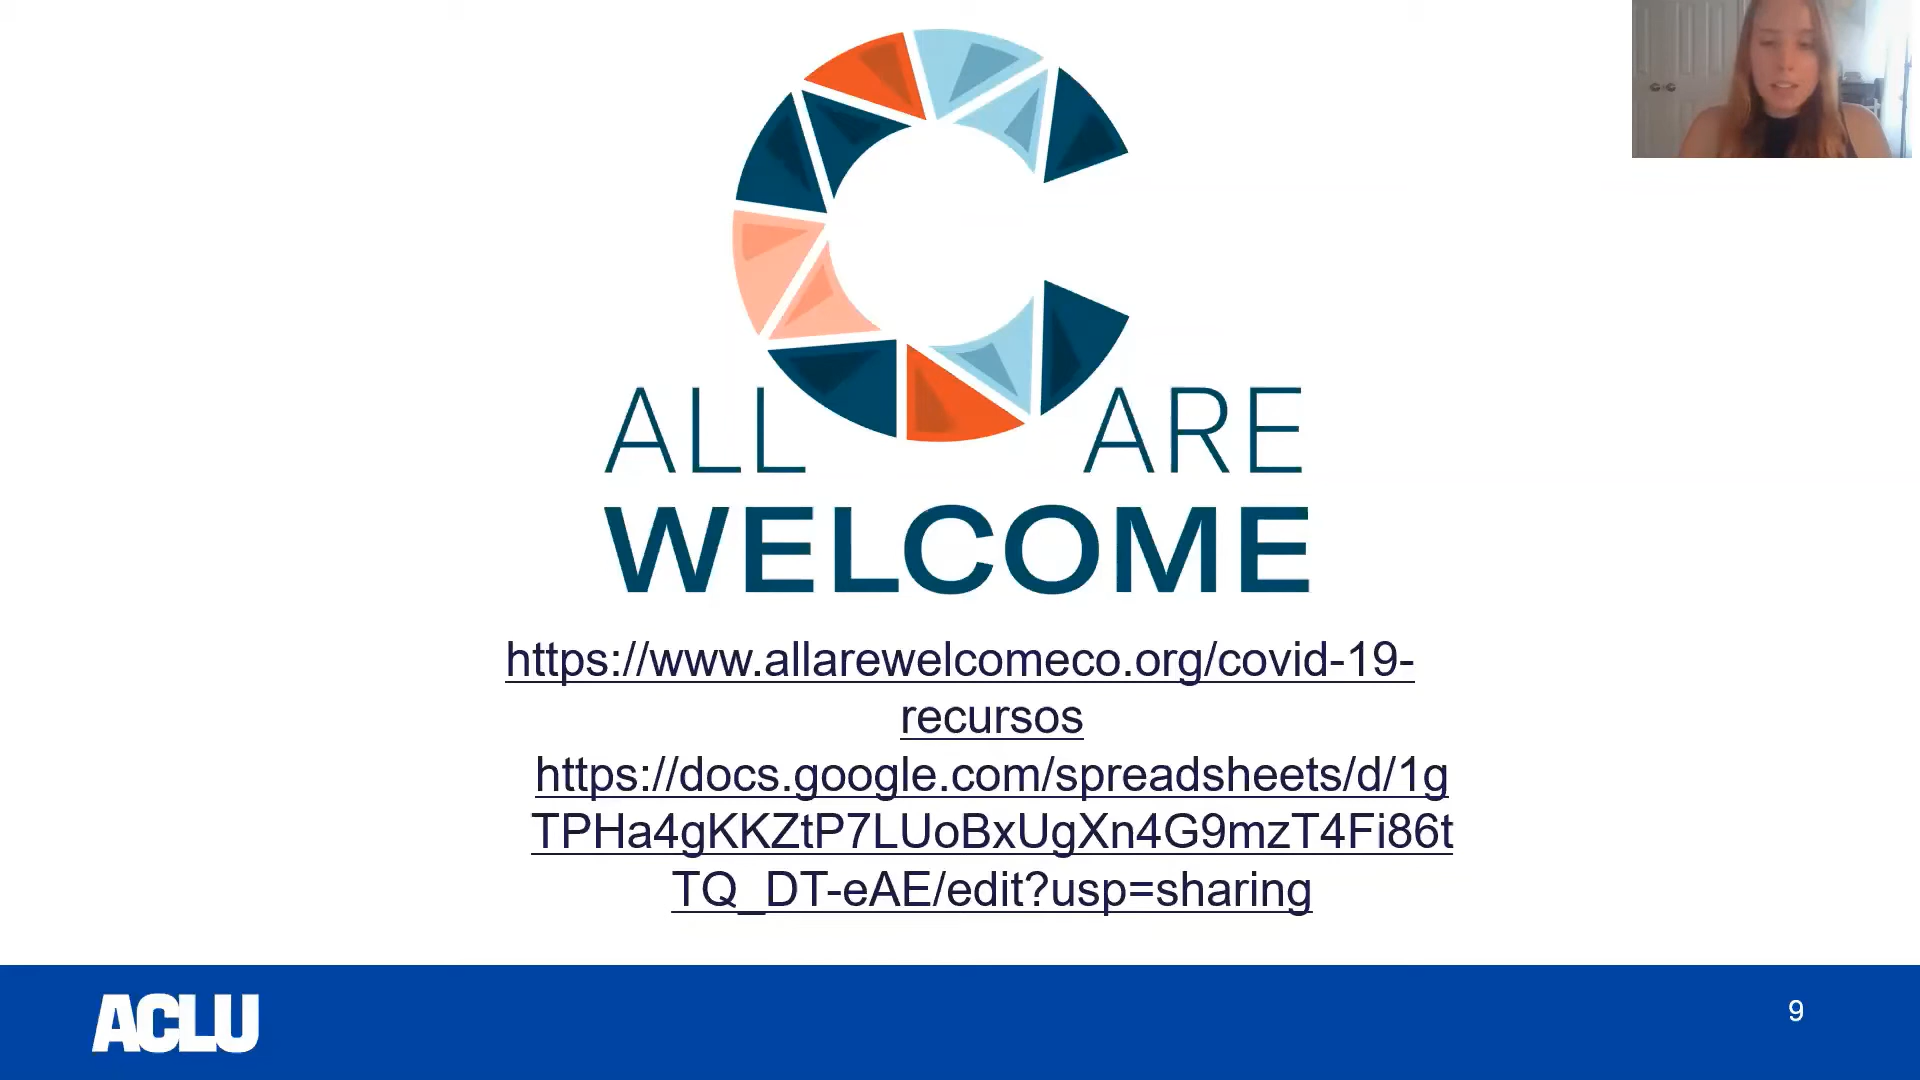 ALL ARE
WELCOME
https://www.allarewelcomeco.org/covid-19-
recursos
https://docs.google.com/spreadsheets/d/1g
TPHa4gKKZtP7LUoBxUgXn4G9mzT4Fi86t
TQ_DT-eAE/edit?usp=sharing
ACLU
9